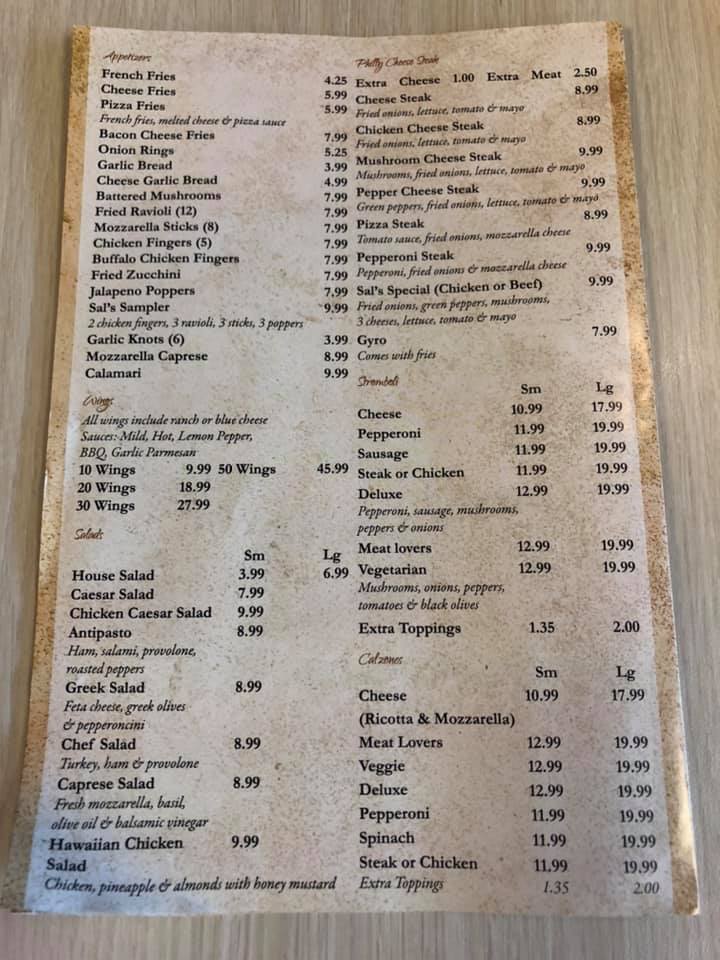 Appetizers
French Fries 4.25
Cheese Fries 5.99
Pizza Fries 5.99
French fries, melted cheese & pizza sauce
Bacon Cheese Fries 7.99
Onion Rings 5.25
Garlic Bread 3.99
Cheese Garlic Bread 4.99
Battered Mushrooms 7.99
Fried Ravioli (12) 7.99
Mozzarella Sticks (8) 7.99
Chicken Fingers (5) 7.99
Buffalo Chicken Fingers 7.99
Fried Zucchini 7.99
Jalapeno Poppers 7.99
Sal's Sampler 9.99
2 chicken fingers, 3 ravioli, 3 sticks, 3 poppers
Garlic Knots (6) 3.99
Mozzarella Caprese 8.99
Calamari 9.99
Wings
All wings include ranch or blue cheese
Sauces: Mild, Hot, Lemon Pepper,
BBQ, Garlic Parmesan
10 Wings 9.99 50 Wings 45.99
20 Wings 18.99
30 Wings 27.99
Salads
Sm Lg
House Salad 3.99 6.99
Caesar Salad 7.99
Chicken Caesar Salad 9.99
Antipasto 8.99
Ham, salami, provolone,
roasted peppers
Greek Salad 8.99
Feta cheese, greek olives
& pepperoncini
Chef Salad 8.99
Turkey, ham & provolone
Caprese Salad 8.99
Fresh mozzarella, basil,
olive oil & balsamic vinegar
Hawaiian Chicken 9.99
Salad
Chicken, pineapple & almonds with honey mustard
Philly Cheese Steak
Extra Cheese 1.00 Extra Meat 2.50
Cheese Steak 8.99
Fried onions, lettuce, tomato & mayo
Chicken Cheese Steak 8.99
Fried onions, lettuce, tomato & mayo
Mushroom Cheese Steak 9.99
Mushrooms, fried onions, lettuce, tomato & mayo
Pepper Cheese Steak 9.99
Green peppers, fried onions, lettuce, tomato & mayo
Pizza Steak 8.99
Tomato sauce, fried onions, mozzarella cheese
Pepperoni Steak 9.99
Pepperoni, fried onions & mozzarella cheese
Sal's Special (Chicken or Beef) 9.99
Fried onions, green peppers, mushrooms,
3 cheeses, lettuce, tomato & mayo
Gyro 7.99
Comes with fries
Stromboli
Sm Lg
Cheese 10.99 17.99
Pepperoni 11.99 19.99
Sausage 11.99 19.99
Steak or Chicken 11.99 19.99
Deluxe 12.99 19.99
Pepperoni, sausage, mushrooms,
peppers & onions
Meat lovers 12.99 19.99
Vegetarian 12.99 19.99
Mushrooms, onions, peppers,
tomatoes & black olives
Extra Toppings 1.35 2.00
Calzones
Sm Lg
Cheese 10.99 17.99
(Ricotta & Mozzarella)
Meat Lovers 12.99 19.99
Veggie 12.99 19.99
Deluxe 12.99 19.99
Pepperoni 11.99 19.99
Spinach 11.99 19.99
Steak or Chicken 11.99 19.99
Extra Toppings 1.35 2.00